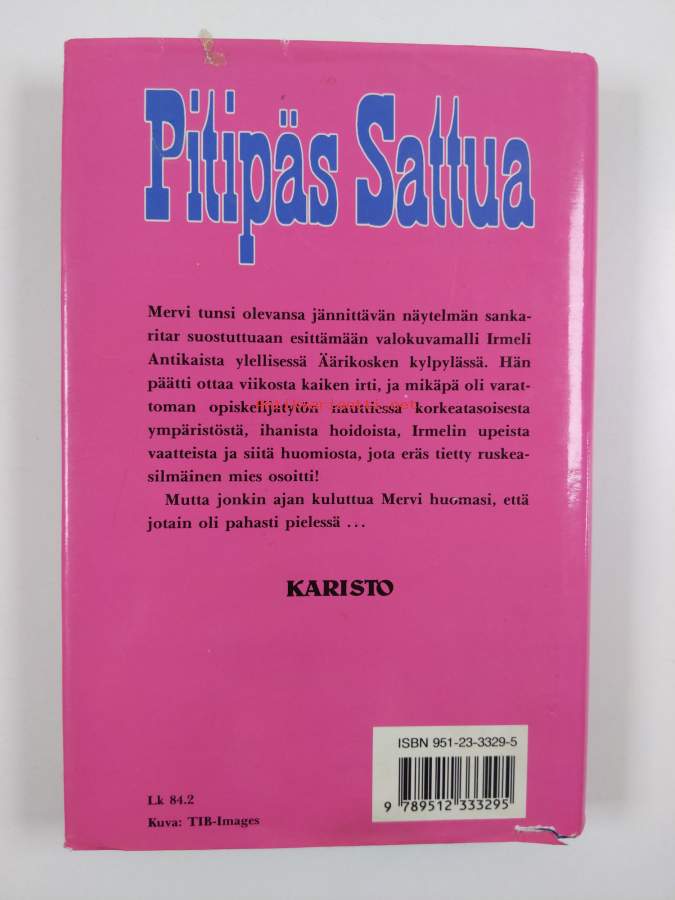 Pitipäs Sattua
Mervi tunsi olevansa jännittävän näytelmän sanka-
ritar suostuttuaan esittämään valokuvamalli Irmeli
Antikaista ylellisessä Äärikosken kylpylässä. Hän
päätti ottaa viikosta kaiken irti, ja mikäpä oli varat-
toman opiskelijatytön nauttiessa korkeatasoisesta
ympäristöstä, ihanista hoidoista, Irmelin upeista
vaatteista ja siitä huomiosta, jota eräs tietty ruskea-
silmäinen mies osoitti!
Mutta jonkin ajan kuluttua Mervi huomasi, että
jotain oli pahasti pielessä ...
KARISTO
ISBN 951-23-3329-5
9 789512 333295
Lk 84.2
Kuva: TIB-Images